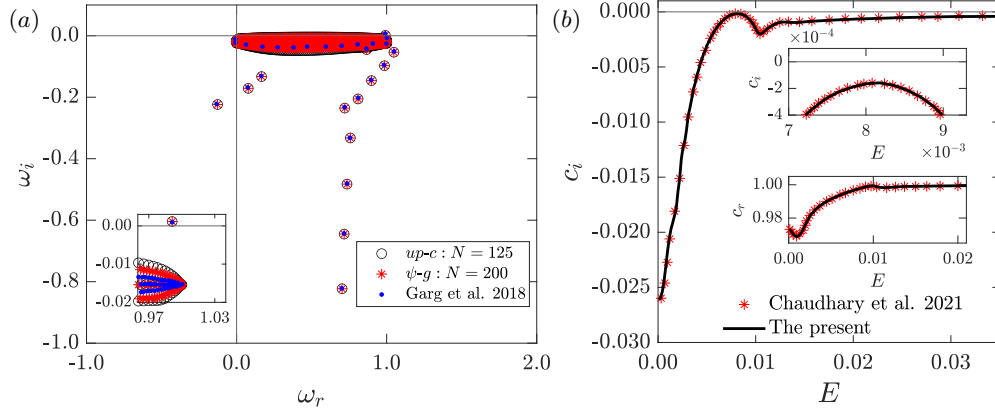 (a)
ω_i
0.0
-0.2
-0.4
-0.6
-0.8
-1.0
-1.0
0.0
1.0
2.0
ω_r
0.00
-0.01
-0.02
0.97
1.03
up-c : N = 125
ψ-g : N = 200
Garg et al. 2018
(b)
c_i
0.000
-0.005
-0.010
-0.015
-0.020
-0.025
-0.030
0.00
0.01
0.02
0.03
E
×10⁻⁴
c_i
0
-2
-4
7
8
9
E
×10⁻³
c_r
1.00
0.98
0.00
0.01
0.02
E
Chaudhary et al. 2021
The present